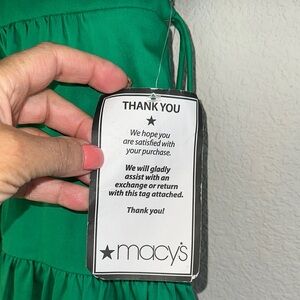 THANK YOU
★
We hope you
are satisfied with
your purchase.
We will gladly
assist with an
exchange or return
with this tag attached.
Thank you!
★macy's